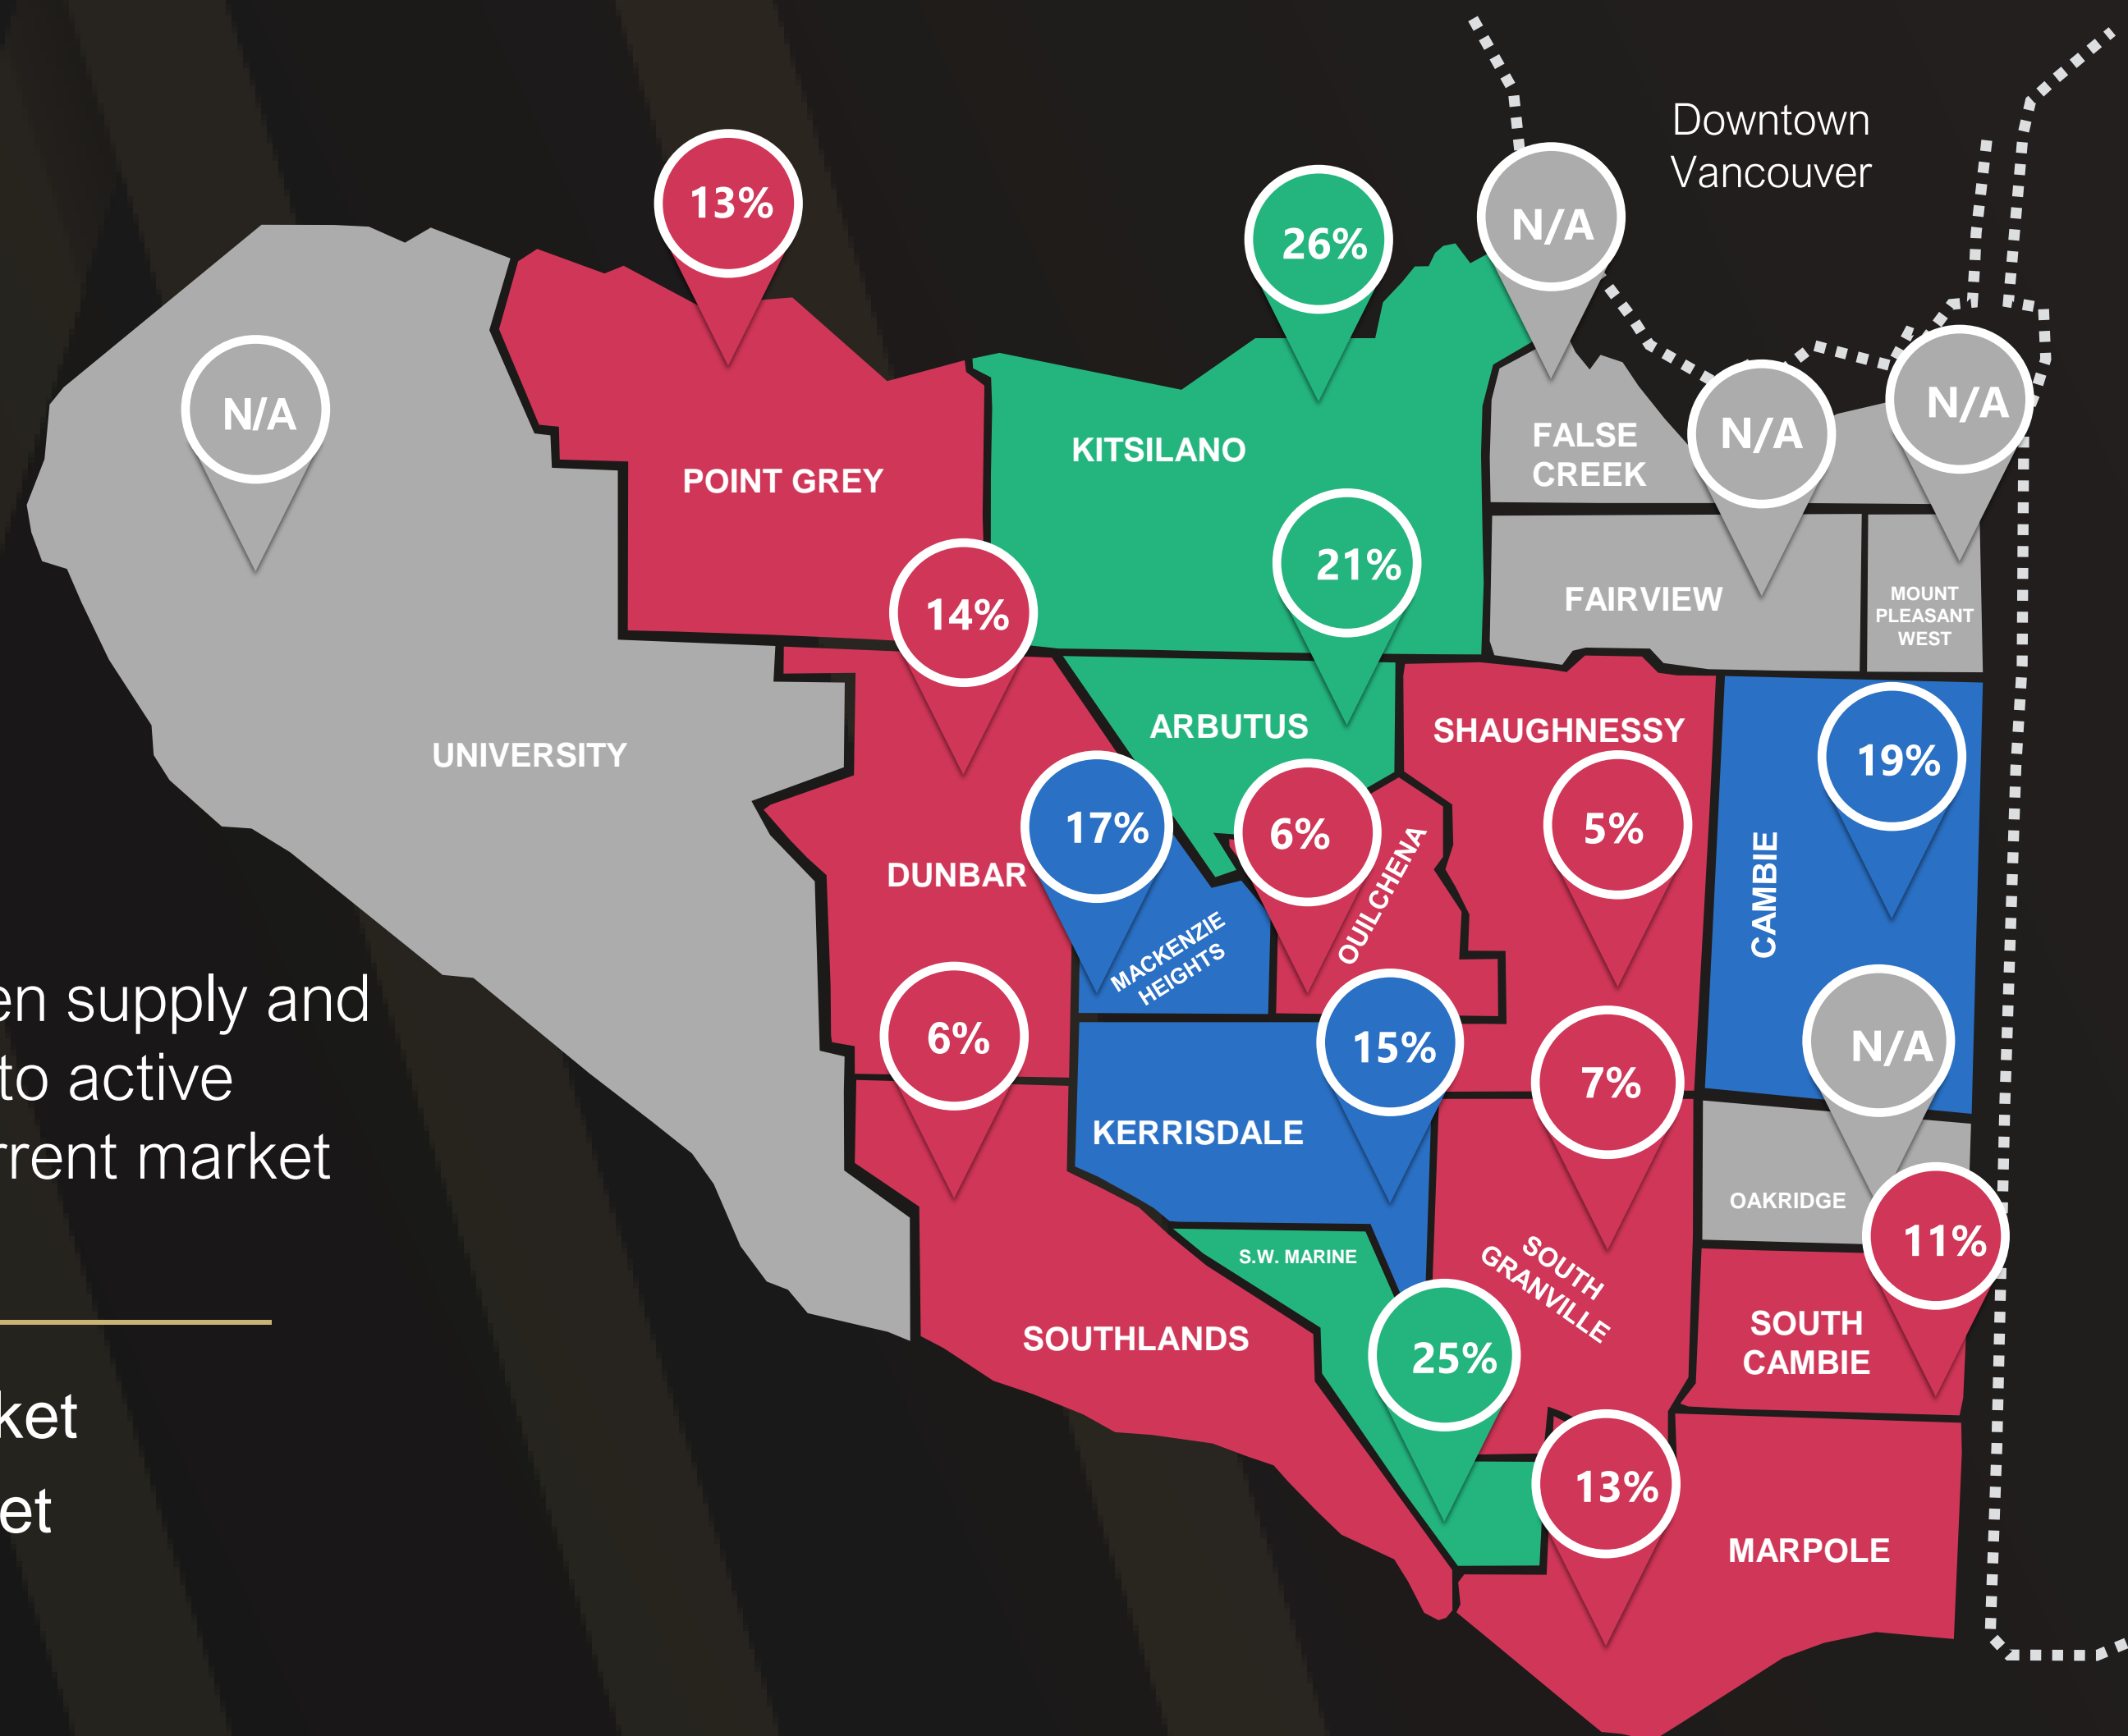 Downtown
Vancouver
13%
26%
N/A
N/A
N/A
N/A
KITSILANO
FALSE
CREEK
POINT GREY
21%
14%
FAIRVIEW
MOUNT
PLEASANT
WEST
ARBUTUS
SHAUGHNESSY
UNIVERSITY
19%
17%
6%
5%
DUNBAR
CAMBIE
QUILCHENA
MACKENZIE
HEIGHTS
en supply and
6%
15%
N/A
to active
7%
KERRISDALE
rrent market
OAKRIDGE
11%
S.W. MARINE
SOUTH
GRANVILLE
SOUTHLANDS
SOUTH
CAMBIE
25%
ket
13%
et
MARPOLE